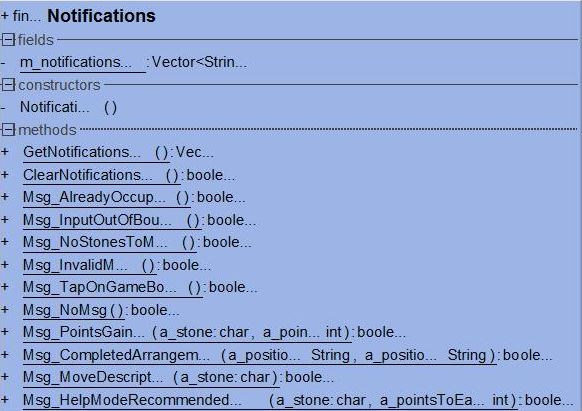 + fin... Notifications
fields
- m_notifications... :Vector<Strin...
constructors
- Notificati... ()
methods
+ GetNotifications... ():Vec...
+ ClearNotifications... ():boole...
+ Msg_AlreadyOccup... ():boole...
+ Msg_InputOutOfBou... ():boole...
+ Msg_NoStonesToM... ():boole...
+ Msg_InvalidM... ():boole...
+ Msg_TapOnGameBo... ():boole...
+ Msg_NoMsg():boole...
+ Msg_PointsGain... (a_stone:char, a_poin... int):boole...
+ Msg_CompletedArrangem... (a_positio... String, a_positio... String):boole...
+ Msg_MoveDescript... (a_stone:char):boole...
+ Msg_HelpModeRecommended... (a_stone:char, a_pointsToEa... int):boole...